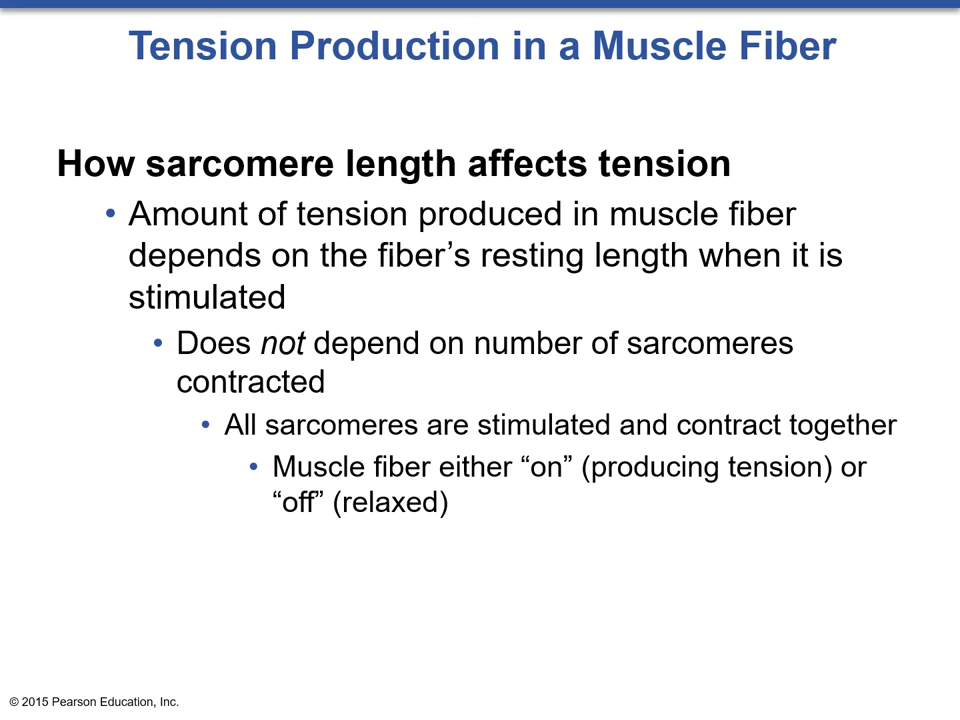 Tension Production in a Muscle Fiber
How sarcomere length affects tension
• Amount of tension produced in muscle fiber
depends on the fiber’s resting length when it is
stimulated
• Does not depend on number of sarcomeres
contracted
• All sarcomeres are stimulated and contract together
• Muscle fiber either “on” (producing tension) or
“off” (relaxed)
© 2015 Pearson Education, Inc.